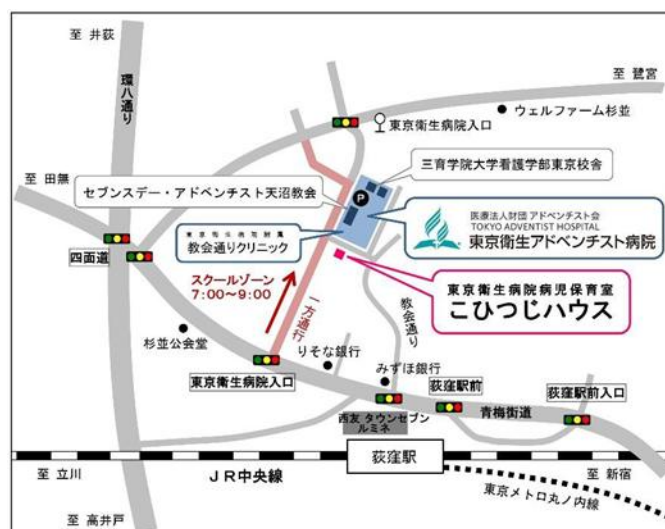 至 井荻
至 鷺宮
環八通り
ウェルファーム杉並
東京衛生病院入口
三育学院大学看護学部東京校舎
至 田無
セブンスデー・アドベンチスト天沼教会
P
東京衛生病院附属
教会通りクリニック
医療法人財団 アドベンチスト会
TOKYO ADVENTIST HOSPITAL
東京衛生アドベンチスト病院
四面道
スクールゾーン
7:00〜9:00
東京衛生病院病児保育室
こひつじハウス
一方通行
教会通り
杉並公会堂
りそな銀行
みずほ銀行
東京衛生病院入口
荻窪駅前
荻窪駅前入口
西友 タウンセブン
ルミネ
青梅街道
荻窪駅
至 立川
JR中央線
至 新宿
東京メトロ丸ノ内線
至 高井戸